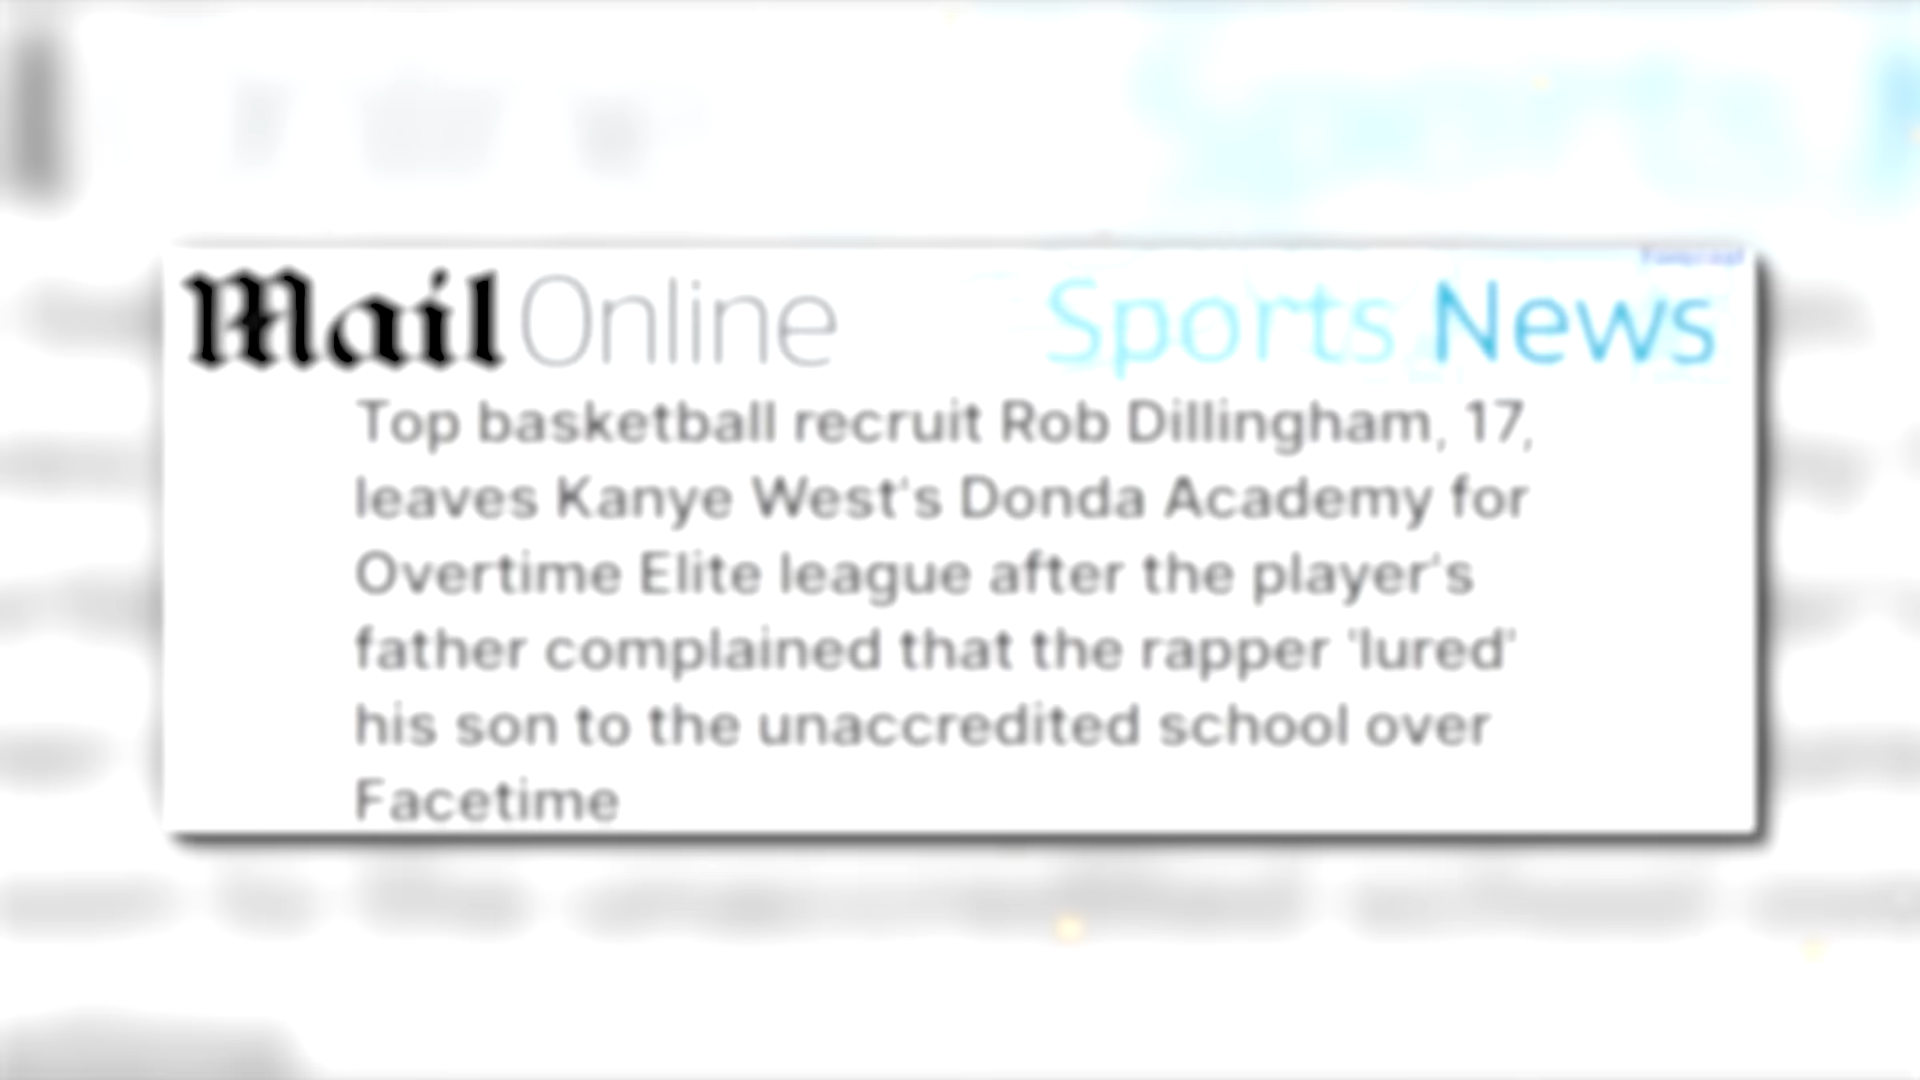 Mail Online Sports News
Top basketball recruit Rob Dillingham, 17,
leaves Kanye West's Donda Academy for
Overtime Elite league after the player's
father complained that the rapper 'lured'
his son to the unaccredited school over
Facetime